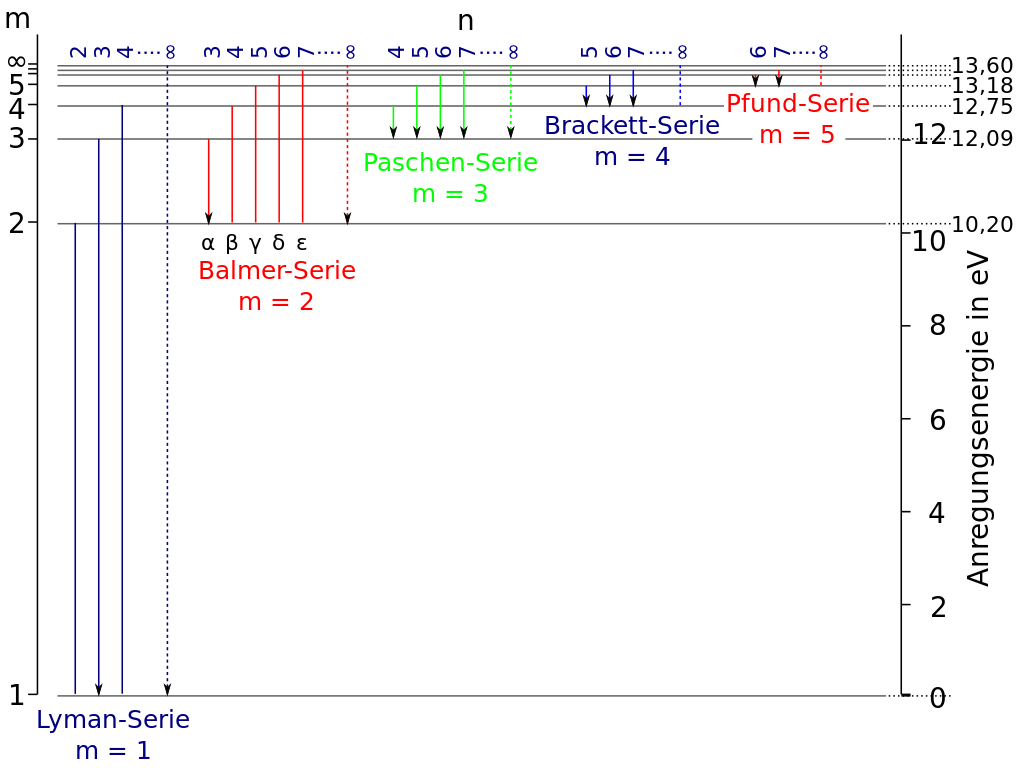 m
n
2 3 4 ···· ∞ 3 4 5 6 7 ···· ∞ 4 5 6 7 ···· ∞ 5 6 7 ···· ∞ 6 7 ···· ∞
∞ 13,60
5 13,18
4 12,75
3 12 12,09
2 10,20
Pfund-Serie
m = 5
Brackett-Serie
m = 4
Paschen-Serie
m = 3
α β γ δ ε
Balmer-Serie
m = 2
10
8
6
4
2
0
Anregungsenergie in eV
1
Lyman-Serie
m = 1